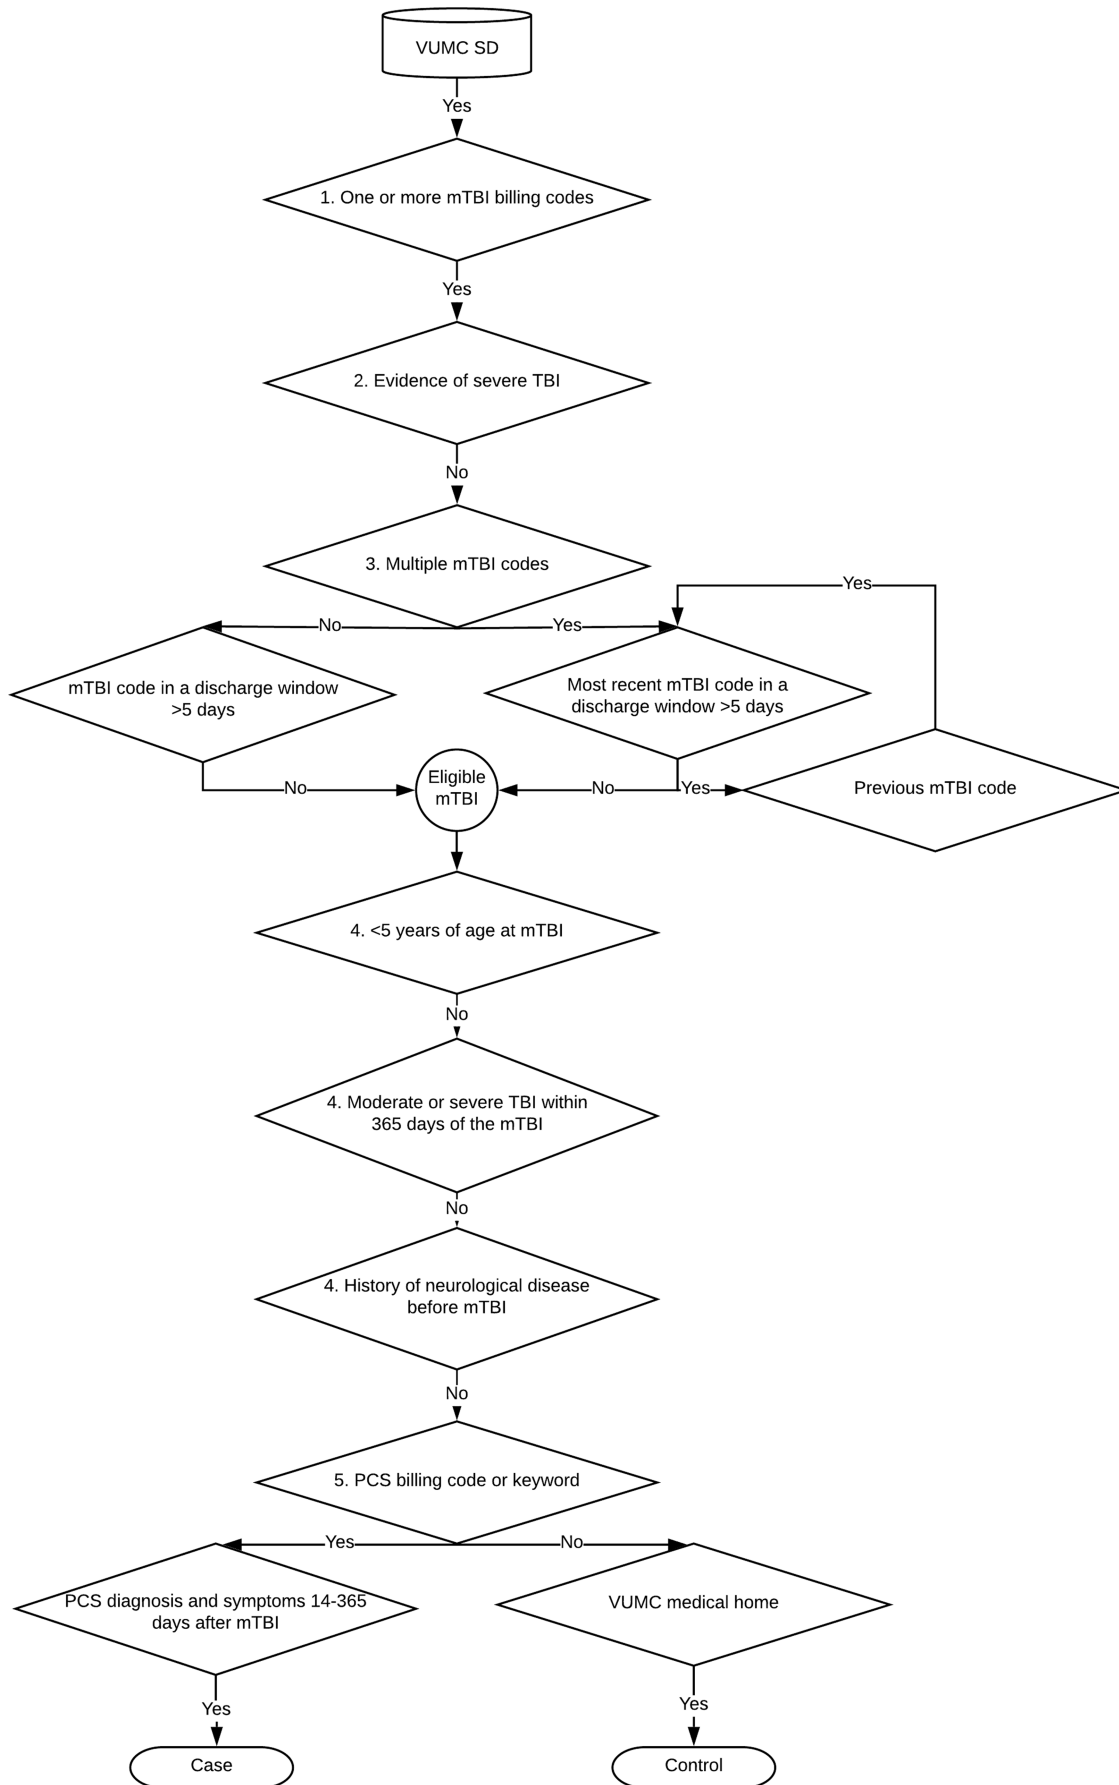 VUMC SD
Yes
1. One or more mTBI billing codes
Yes
2. Evidence of severe TBI
No
3. Multiple mTBI codes
Yes
No
Yes
mTBI code in a discharge window
>5 days
Most recent mTBI code in a
discharge window >5 days
Eligible
mTBI
No
No
Yes
Previous mTBI code
4. <5 years of age at mTBI
No
4. Moderate or severe TBI within
365 days of the mTBI
No
4. History of neurological disease
before mTBI
No
5. PCS billing code or keyword
Yes
No
PCS diagnosis and symptoms 14-365
days after mTBI
VUMC medical home
Yes
Yes
Case
Control